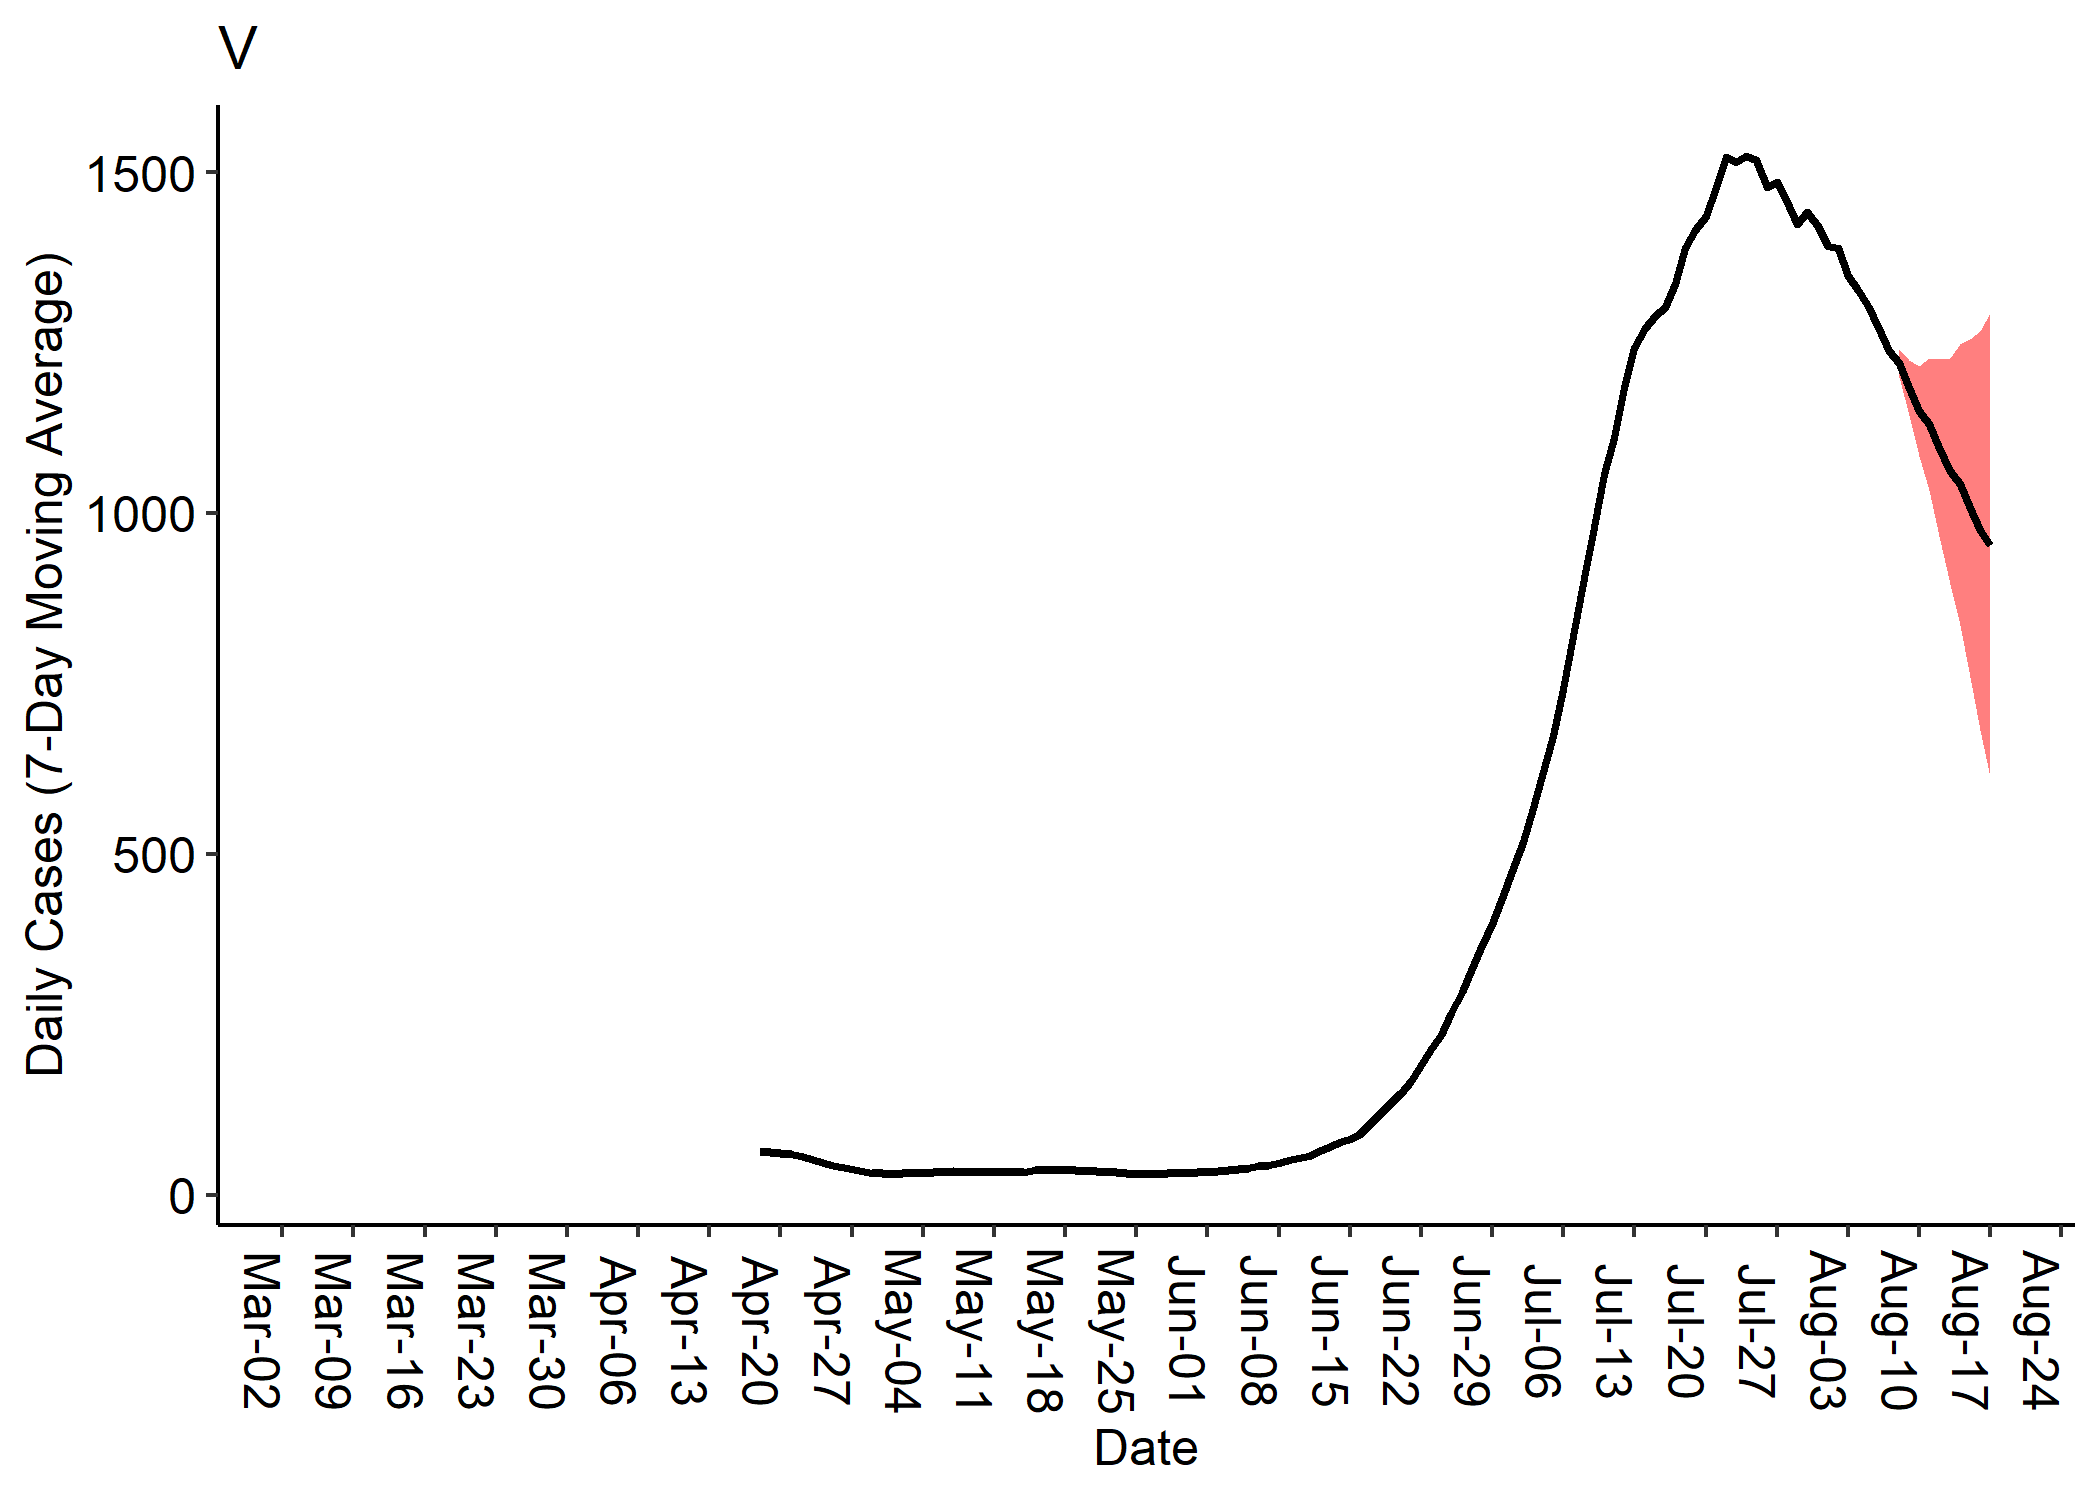 V
Daily Cases (7-Day Moving Average)
1500
1000
500
0
Mar-02
Mar-09
Mar-16
Mar-23
Mar-30
Apr-06
Apr-13
Apr-20
Apr-27
May-04
May-11
May-18
May-25
Jun-01
Jun-08
Jun-15
Jun-22
Jun-29
Jul-06
Jul-13
Jul-20
Jul-27
Aug-03
Aug-10
Aug-17
Aug-24
Date